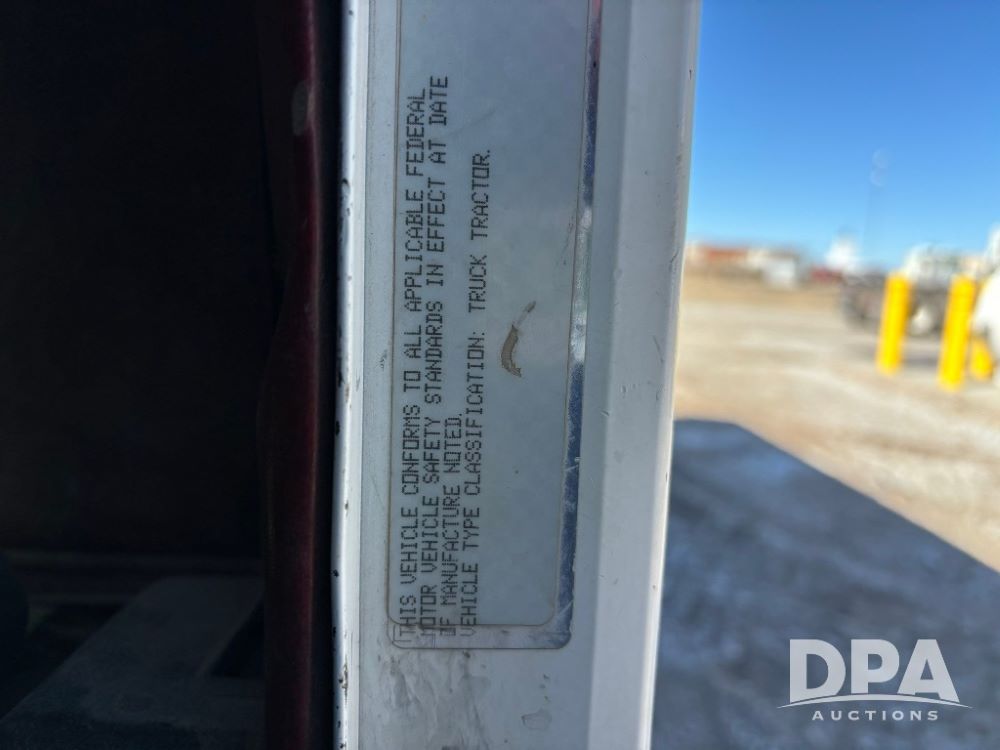 THIS VEHICLE CONFORMS TO ALL APPLICABLE FEDERAL
MOTOR VEHICLE SAFETY STANDARDS IN EFFECT AT DATE
OF MANUFACTURE NOTED.
VEHICLE TYPE CLASSIFICATION: TRUCK TRACTOR.
DPA
AUCTIONS